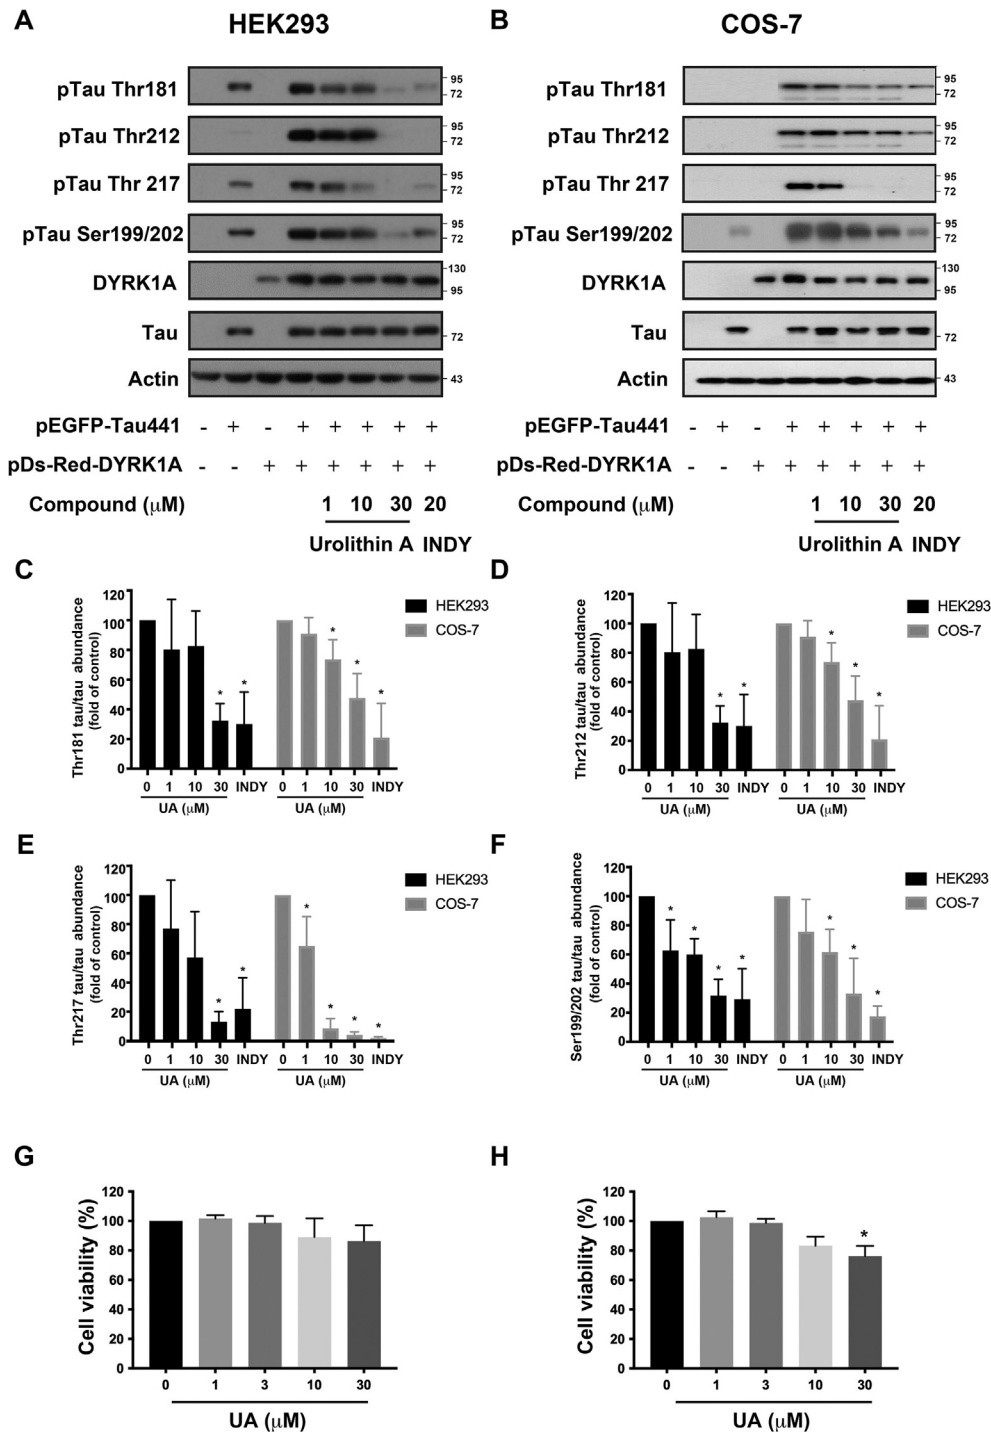 A HEK293
pTau Thr181 95 72
pTau Thr212 95 72
pTau Thr 217 95 72
pTau Ser199/202 95 72
DYRK1A 130 95
Tau 72
Actin 43
pEGFP-Tau441 - + - + + + + +
pDs-Red-DYRK1A - - + + + + + +
Compound (μM) 1 10 30 20
Urolithin A INDY
B COS-7
pTau Thr181 95 72
pTau Thr212 95 72
pTau Thr 217 95 72
pTau Ser199/202 95 72
DYRK1A 130 95
Tau 72
Actin 43
pEGFP-Tau441 - + - + + + + +
pDs-Red-DYRK1A - - + + + + + +
Compound (μM) 1 10 30 20
Urolithin A INDY
C
Thr181 tau/tau abundance
(fold of control)
120
100
80
60
40
20
0
* * * * *
HEK293
COS-7
0 1 10 30 INDY 0 1 10 30 INDY
UA (μM) UA (μM)
D
Thr212 tau/tau abundance
(fold of control)
120
100
80
60
40
20
0
* * * * *
HEK293
COS-7
0 1 10 30 INDY 0 1 10 30 INDY
UA (μM) UA (μM)
E
Thr217 tau/tau abundance
(fold of control)
120
100
80
60
40
20
0
* * * * * *
HEK293
COS-7
0 1 10 30 INDY 0 1 10 30 INDY
UA (μM) UA (μM)
F
Ser199/202 tau/tau abundance
(fold of control)
120
100
80
60
40
20
0
* * * * * * *
HEK293
COS-7
0 1 10 30 INDY 0 1 10 30 INDY
UA (μM) UA (μM)
G
Cell viability (%)
120
100
80
60
40
20
0
0 1 3 10 30
UA (μM)
H
Cell viability (%)
120
100
80
60
40
20
0
*
0 1 3 10 30
UA (μM)